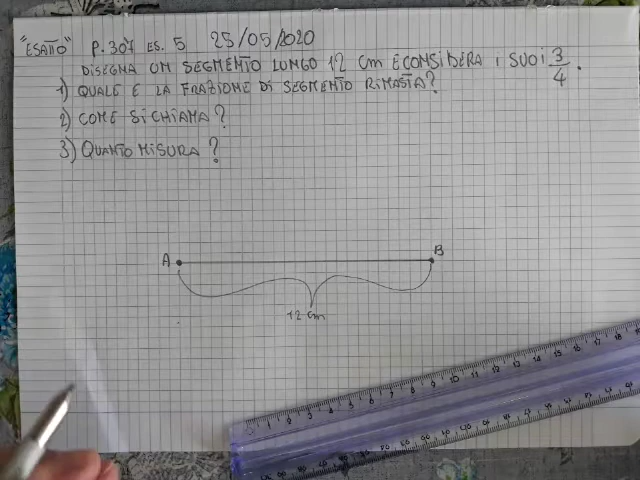 "ESATTO" P. 307 ES. 5 25/05/2020
DISEGNA UN SEGMENTO LUNGO 12 cm E CONSIDERA I SUOI 3/4.
1) QUALE E LA FRAZIONE DI SEGMENTO RIMASTA?
2) COME SI CHIAMA?
3) QUANTO MISURA?
A B
12 cm